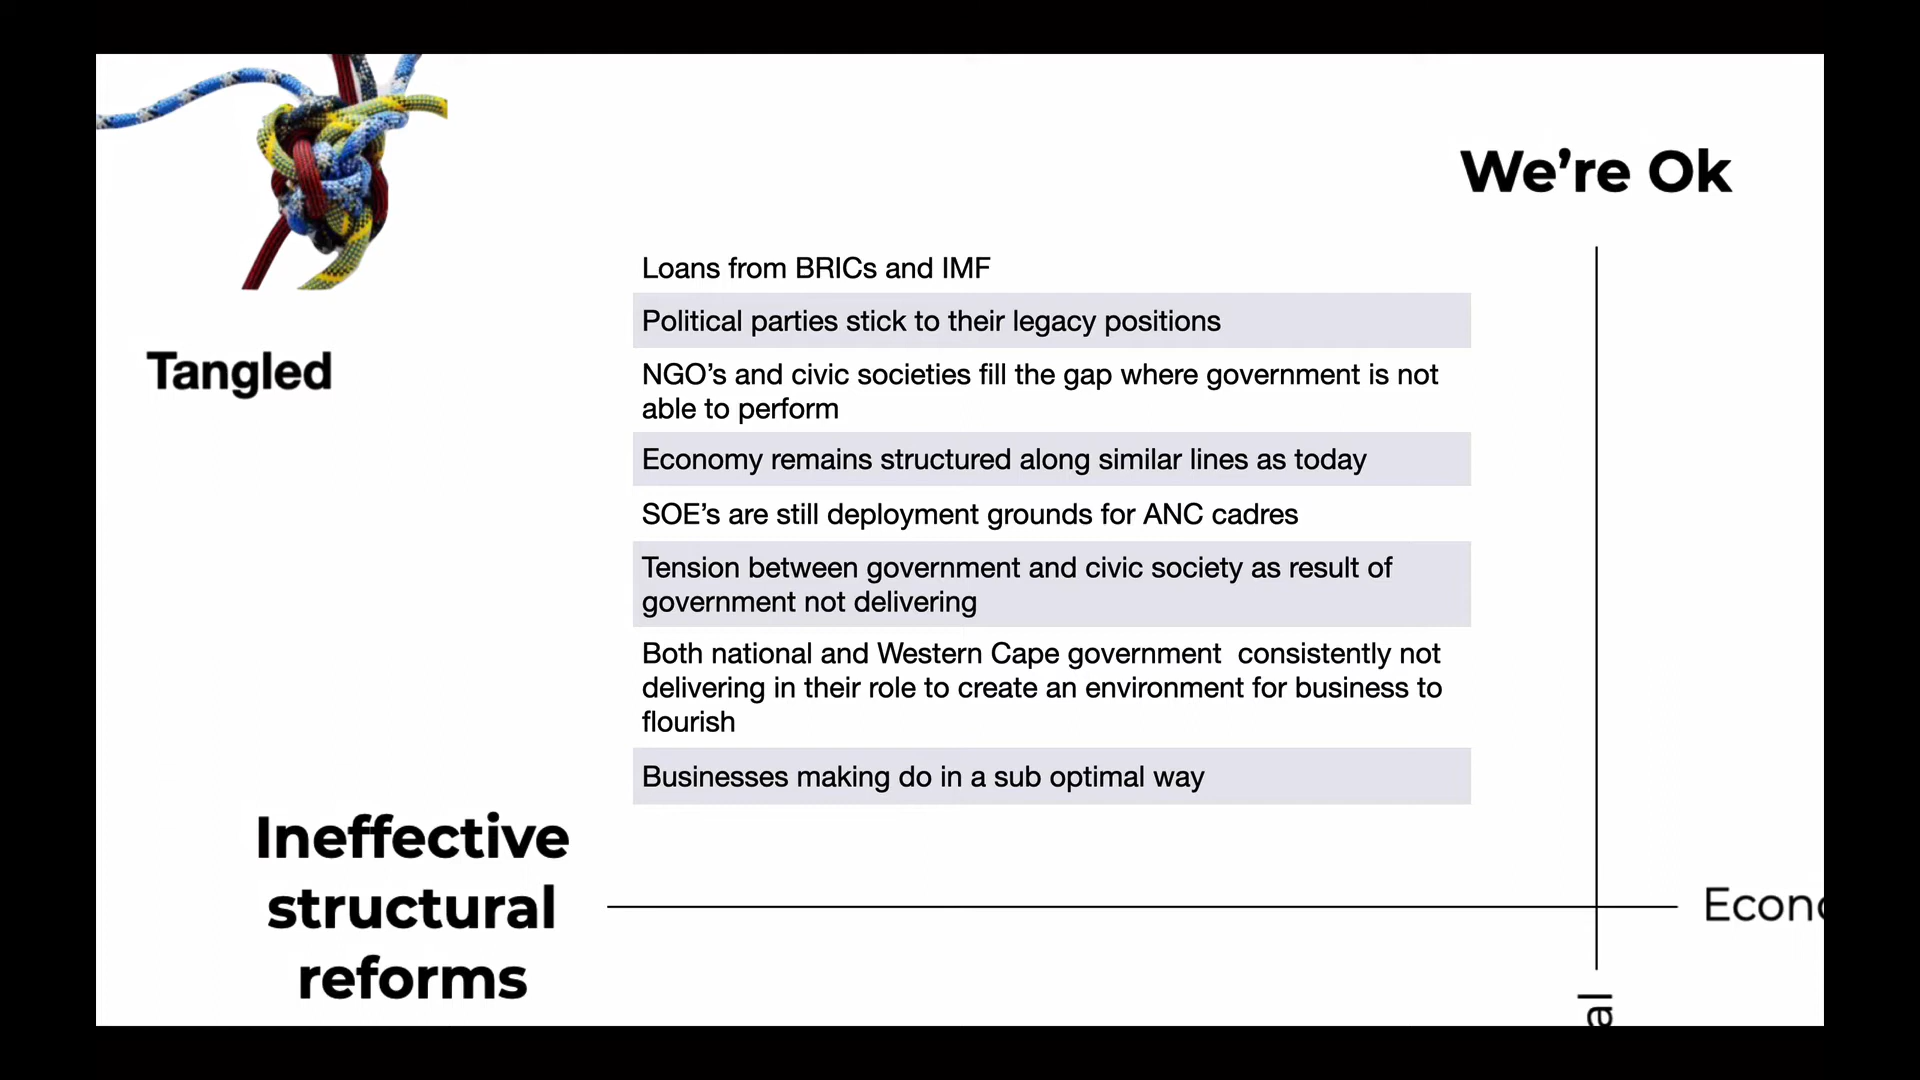 We’re Ok
Tangled
Loans from BRICs and IMF
Political parties stick to their legacy positions
NGO’s and civic societies fill the gap where government is not
able to perform
Economy remains structured along similar lines as today
SOE’s are still deployment grounds for ANC cadres
Tension between government and civic society as result of
government not delivering
Both national and Western Cape government  consistently not
delivering in their role to create an environment for business to
flourish
Businesses making do in a sub optimal way
Ineffective
structural
reforms